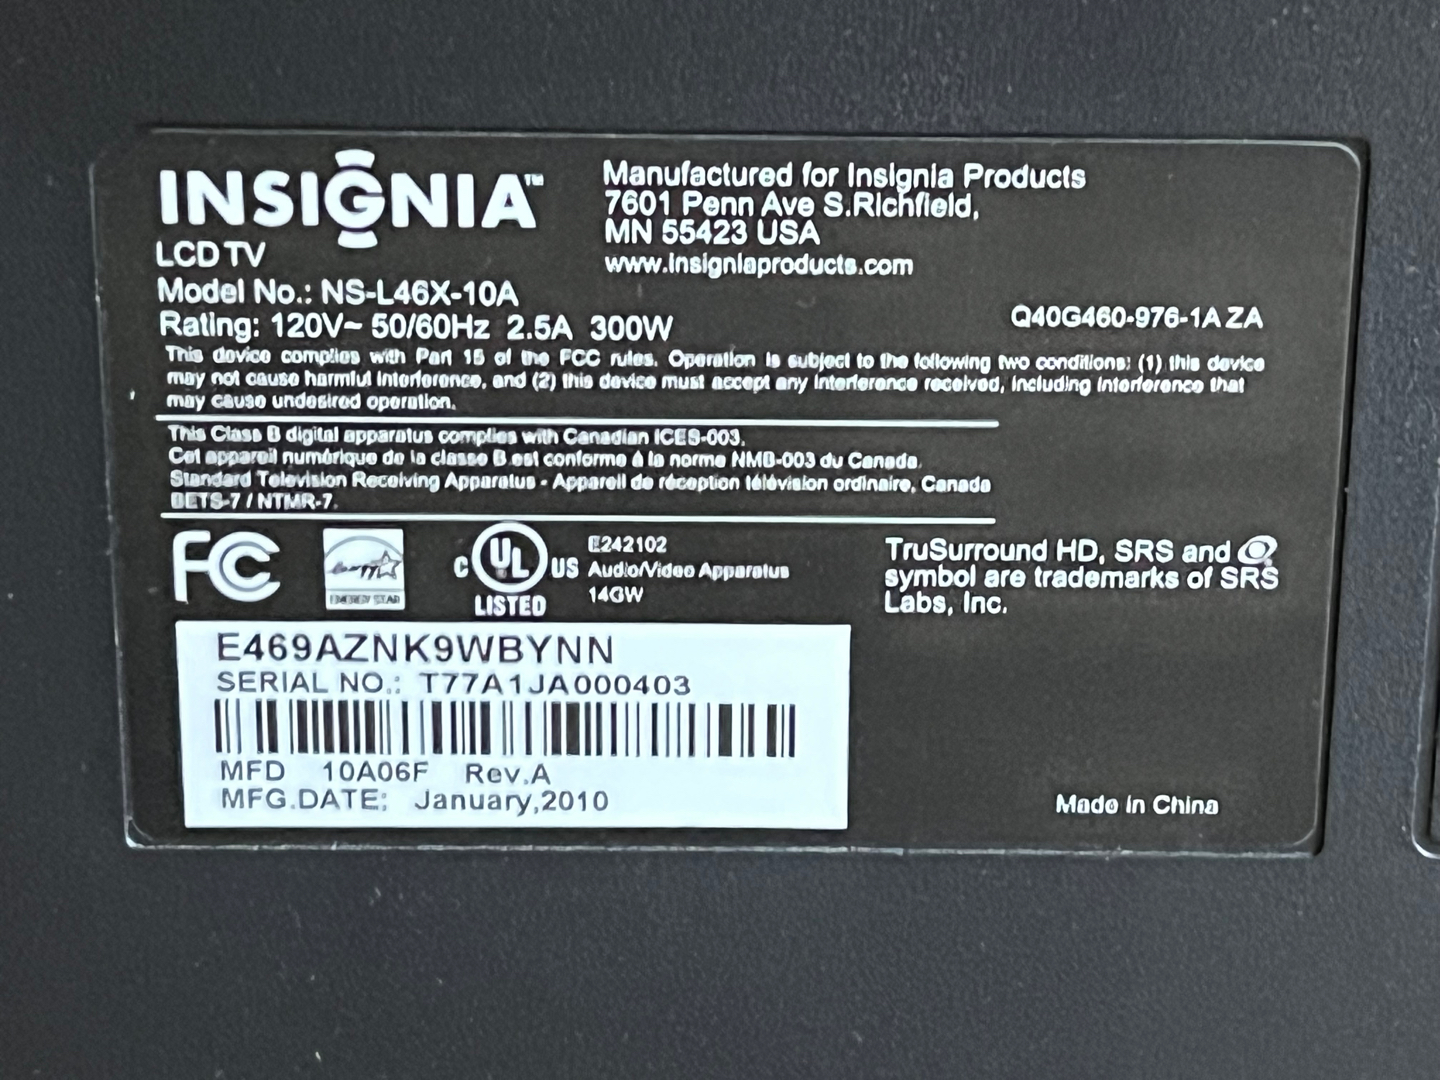 INSIGNIA™
LCD TV
Model No.: NS-L46X-10A
Rating: 120V~ 50/60Hz 2.5A 300W
Manufactured for Insignia Products
7601 Penn Ave S.Richfield,
MN 55423 USA
www.insigniaproducts.com
Q40G460-976-1A ZA
This device complies with Part 15 of the FCC rules. Operation is subject to the following two conditions: (1) this device
may not cause harmful interference, and (2) this device must accept any interference received, including interference that
may cause undesired operation.
This Class B digital apparatus complies with Canadian ICES-003.
Cet appareil numérique de la classe B est conforme à la norme NMB-003 du Canada.
Standard Television Receiving Apparatus - Appareil de réception télévision ordinaire, Canada
BETS-7 / NTMR-7.
FC
energy
ENERGY STAR
C UL US
LISTED
E242102
Audio/Video Apparatus
14GW
TruSurround HD, SRS and
symbol are trademarks of SRS
Labs, Inc.
E469AZNK9WBYNN
SERIAL NO.: T77A1JA000403
MFD 10A06F Rev.A
MFG.DATE: January,2010
Made in China